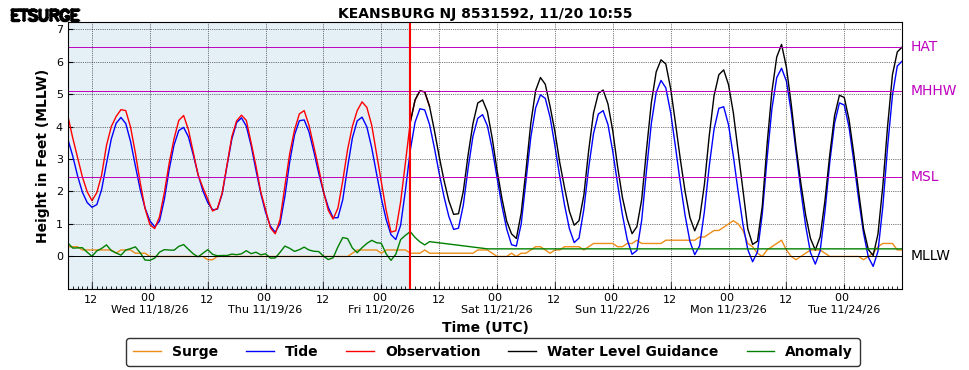 ETSURGE
KEANSBURG NJ 8531592, 11/20 10:55
Height in Feet (MLLW)
7
6
5
4
3
2
1
0
HAT
MHHW
MSL
MLLW
12 00 12 00 12 00 12 00 12 00 12 00 12 00
Wed 11/18/26 Thu 11/19/26 Fri 11/20/26 Sat 11/21/26 Sun 11/22/26 Mon 11/23/26 Tue 11/24/26
Time (UTC)
Surge Tide Observation Water Level Guidance Anomaly